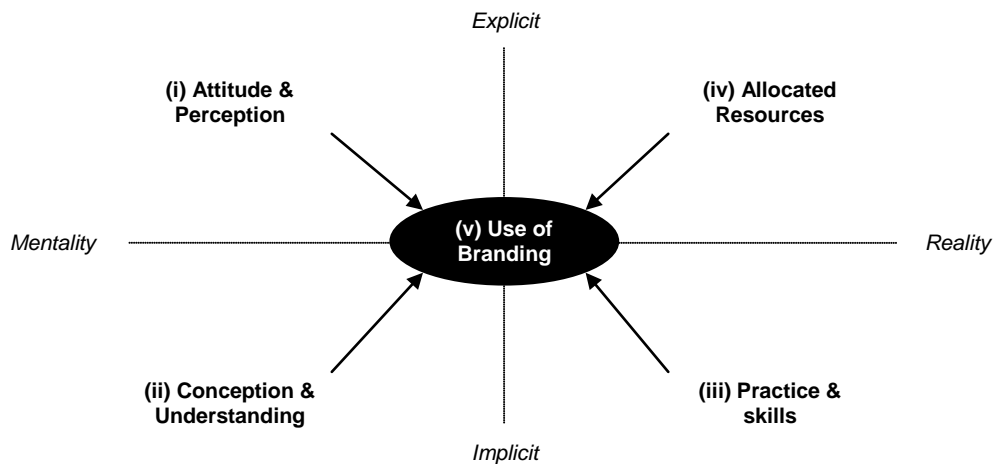 Explicit
(i) Attitude &
Perception
(iv) Allocated
Resources
Mentality
(v) Use of
Branding
Reality
(ii) Conception &
Understanding
(iii) Practice &
skills
Implicit